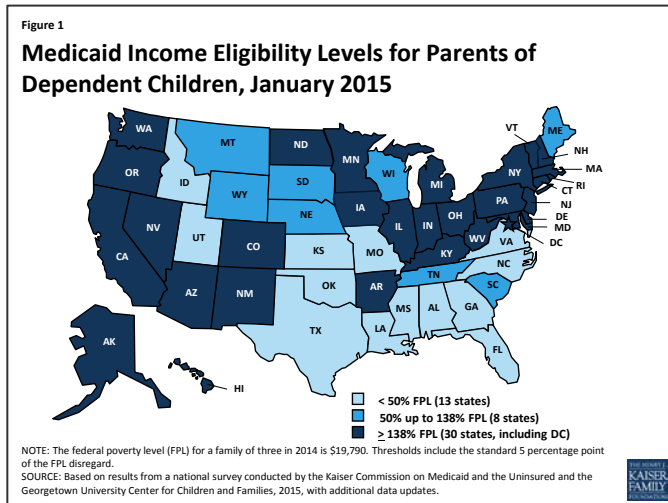 Figure 1
Medicaid Income Eligibility Levels for Parents of
Dependent Children, January 2015
WA
OR
CA
NV
ID
MT
WY
UT
AZ
CO
NM
ND
SD
NE
KS
OK
TX
MN
IA
MO
AR
LA
WI
IL
MI
IN
OH
KY
TN
MS
AL
GA
FL
SC
NC
VA
WV
PA
NY
VT
ME
NH
MA
RI
CT
NJ
DE
MD
DC
AK
HI
< 50% FPL (13 states)
50% up to 138% FPL (8 states)
≥ 138% FPL (30 states, including DC)
NOTE: The federal poverty level (FPL) for a family of three in 2014 is $19,790. Thresholds include the standard 5 percentage point
of the FPL disregard.
SOURCE: Based on results from a national survey conducted by the Kaiser Commission on Medicaid and the Uninsured and the
Georgetown University Center for Children and Families, 2015, with additional data updates.
THE HENRY J.
KAISER
FAMILY
FOUNDATION